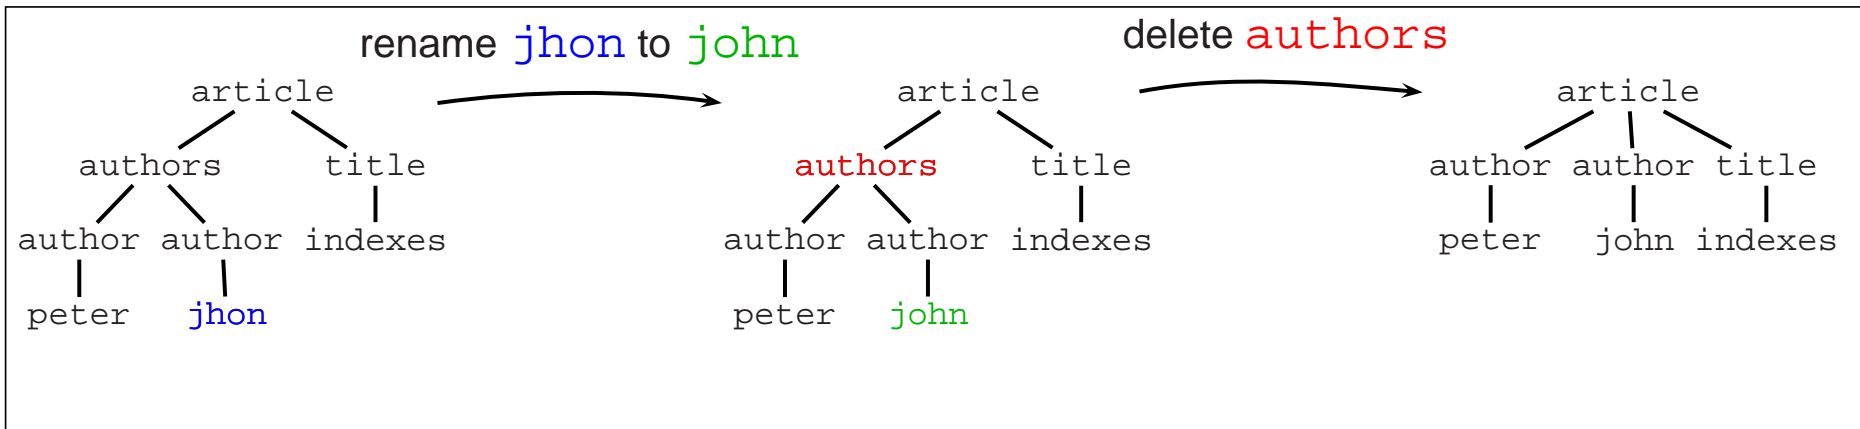 rename jhon to john
delete authors
article
article
article
authors title
authors title
author author title
author author indexes
author author indexes
peter john indexes
peter jhon
peter john